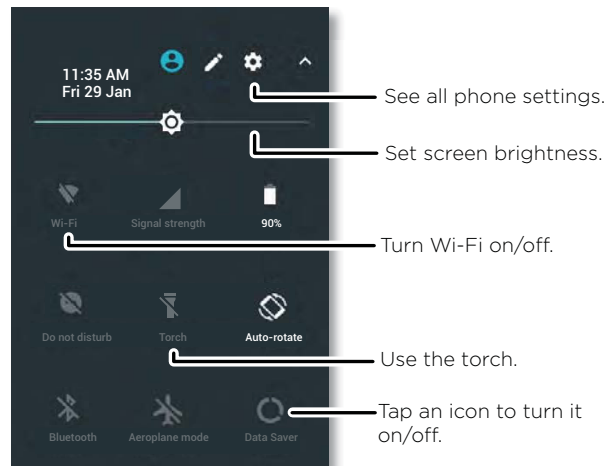 11:35 AM
Fri 29 Jan
See all phone settings.
Set screen brightness.
Wi-Fi
Signal strength
90%
Turn Wi-Fi on/off.
Do not disturb
Torch
Auto-rotate
Use the torch.
Bluetooth
Aeroplane mode
Data Saver
Tap an icon to turn it
on/off.